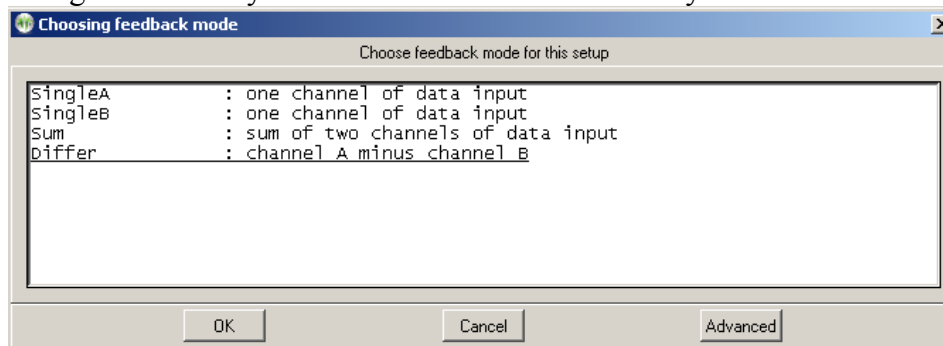 Choosing feedback mode
Choose feedback mode for this setup
SingleA : one channel of data input
SingleB : one channel of data input
Sum : sum of two channels of data input
Differ : channel A minus channel B
OK Cancel Advanced